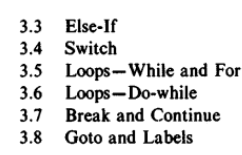 3.3 Else-If
3.4 Switch
3.5 Loops—While and For
3.6 Loops—Do-while
3.7 Break and Continue
3.8 Goto and Labels